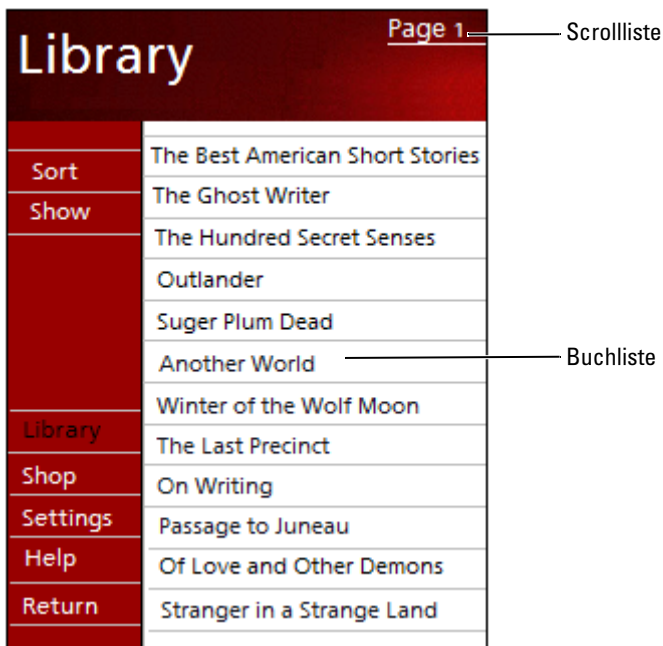 Library
Page 1
Scrollliste
Sort
Show
The Best American Short Stories
The Ghost Writer
The Hundred Secret Senses
Outlander
Suger Plum Dead
Another World
Buchliste
Winter of the Wolf Moon
The Last Precinct
On Writing
Passage to Juneau
Of Love and Other Demons
Stranger in a Strange Land
Library
Shop
Settings
Help
Return